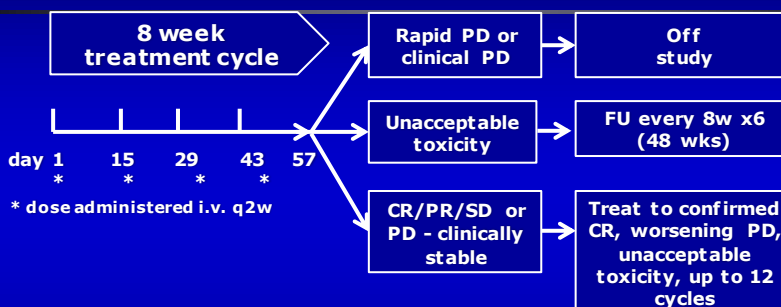 8 week
treatment cycle
day 1 15 29 43 57
* * * *
* dose administered i.v. q2w
Rapid PD or
clinical PD
Off
study
Unacceptable
toxicity
FU every 8w x6
(48 wks)
CR/PR/SD or
PD - clinically
stable
Treat to confirmed
CR, worsening PD,
unacceptable
toxicity, up to 12
cycles